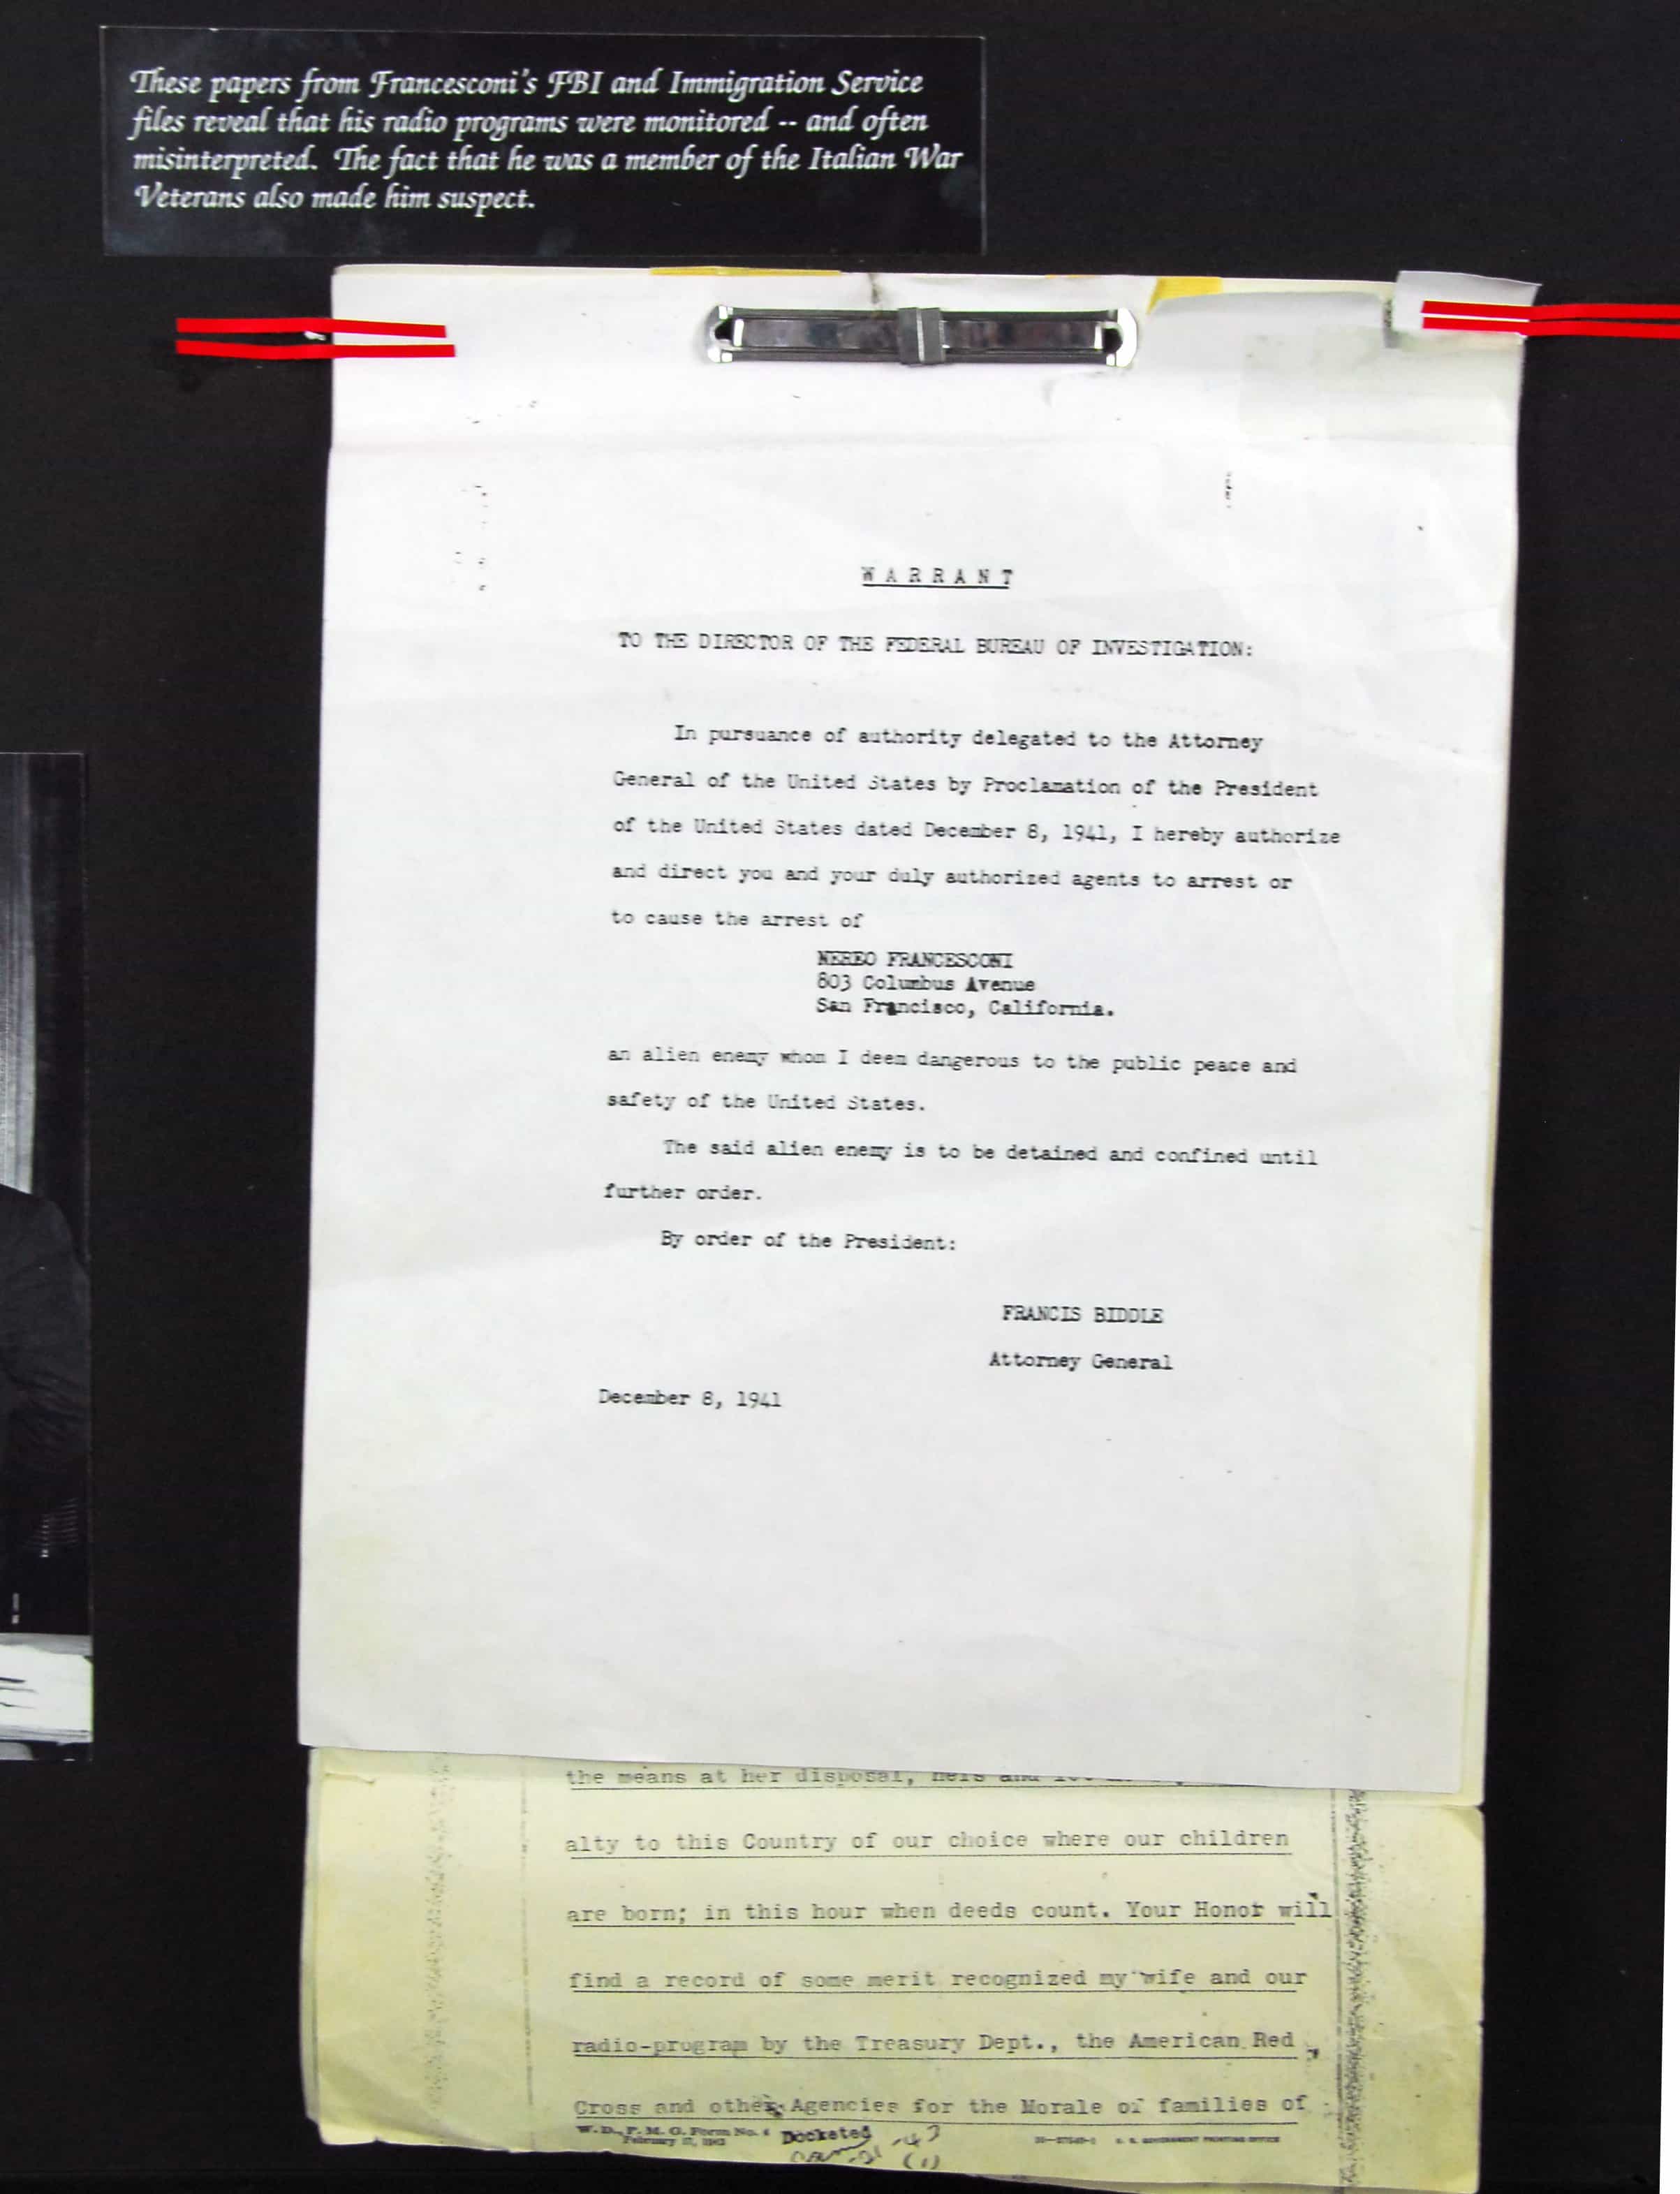 These papers from Francesconi's FBI and Immigration Service
files reveal that his radio programs were monitored -- and often
misinterpreted. The fact that he was a member of the Italian War
Veterans also made him suspect.
WARRANT
TO THE DIRECTOR OF THE FEDERAL BUREAU OF INVESTIGATION:
In pursuance of authority delegated to the Attorney
General of the United States by Proclamation of the President
of the United States dated December 8, 1941, I hereby authorize
and direct you and your duly authorized agents to arrest or
to cause the arrest of
NEREO FRANCESCONI
803 Columbus Avenue
San Francisco, California.
an alien enemy whom I deem dangerous to the public peace and
safety of the United States.
The said alien enemy is to be detained and confined until
further order.
By order of the President:
FRANCIS BIDDLE
Attorney General
December 8, 1941
the means at her disposal, hers and
alty to this Country of our choice where our children
are born; in this hour when deeds count. Your Honor will
find a record of some merit recognized my wife and our
radio-program by the Treasury Dept., the American Red
Cross and other Agencies for the Morale of families of
W. D., P. M. G. Form No. 4 Docketed
February 17, 1942
U. S. GOVERNMENT PRINTING OFFICE
(1)